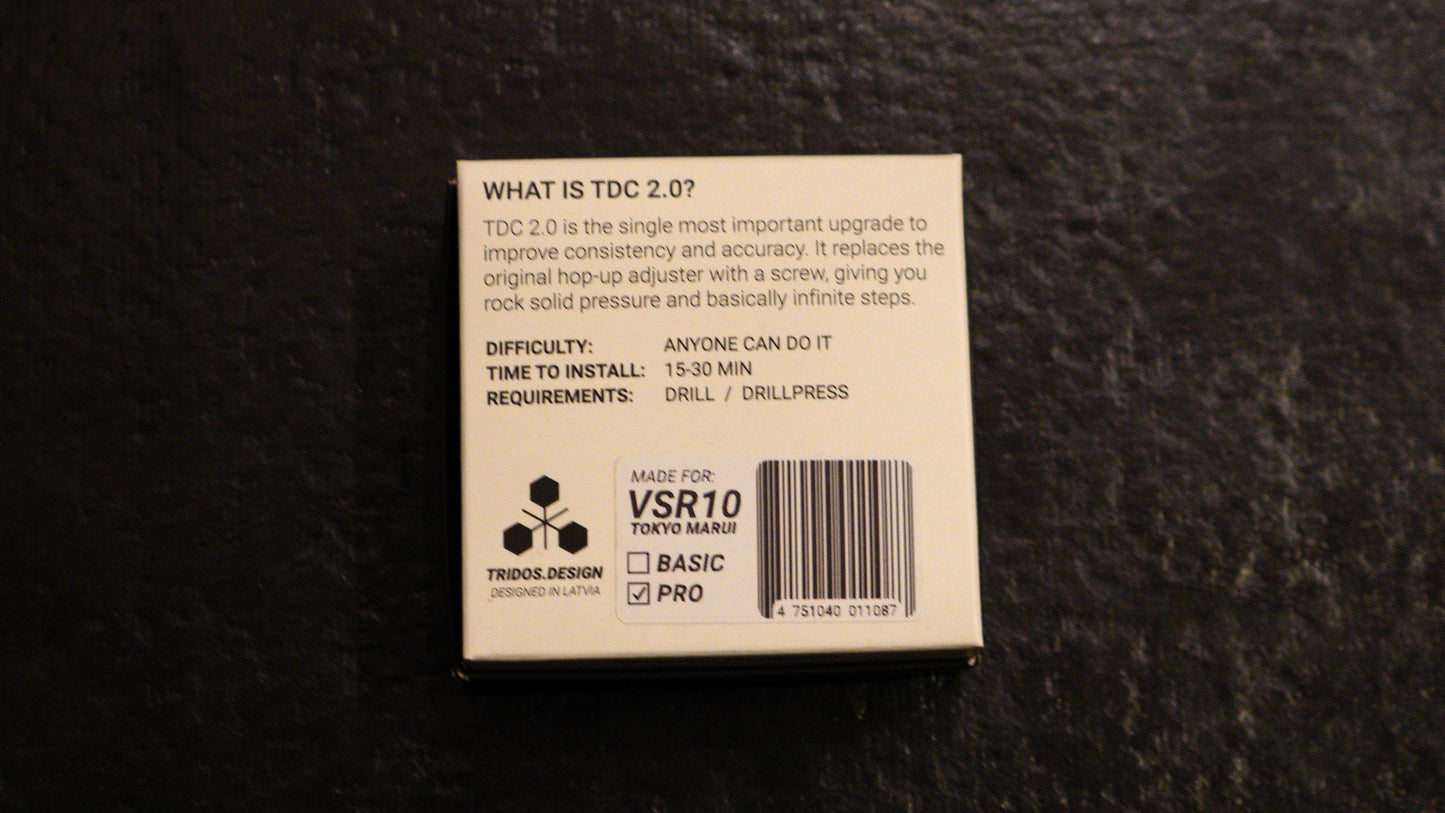 WHAT IS TDC 2.0?
TDC 2.0 is the single most important upgrade to
improve consistency and accuracy. It replaces the
original hop-up adjuster with a screw, giving you
rock solid pressure and basically infinite steps.
DIFFICULTY: ANYONE CAN DO IT
TIME TO INSTALL: 15-30 MIN
REQUIREMENTS: DRILL / DRILLPRESS
TRIDOS.DESIGN
DESIGNED IN LATVIA
MADE FOR:
VSR10
TOKYO MARUI
BASIC
PRO
4 751040 011087